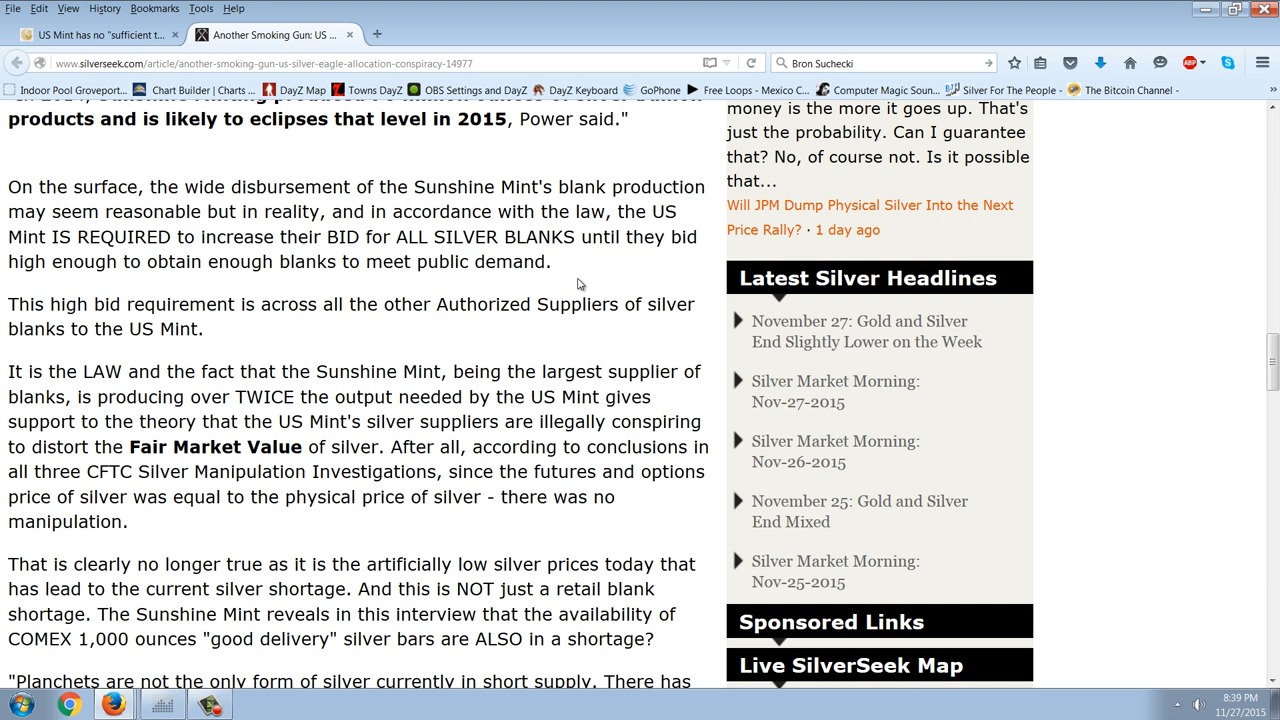 File Edit View History Bookmarks Tools Help
US Mint has no "sufficient t... ×
Another Smoking Gun: US ... ×
www.silverseek.com/article/another-smoking-gun-us-silver-eagle-allocation-conspiracy-14977
Bron Suchecki
ABP
Indoor Pool Groveport... Chart Builder | Charts ... DayZ Map Towns DayZ OBS Settings and DayZ DayZ Keyboard GoPhone Free Loops - Mexico C... Computer Magic Soun... Silver For The People - ... The Bitcoin Channel - ...
products and is likely to eclipses that level in 2015, Power said."
On the surface, the wide disbursement of the Sunshine Mint's blank production
may seem reasonable but in reality, and in accordance with the law, the US
Mint IS REQUIRED to increase their BID for ALL SILVER BLANKS until they bid
high enough to obtain enough blanks to meet public demand.
This high bid requirement is across all the other Authorized Suppliers of silver
blanks to the US Mint.
It is the LAW and the fact that the Sunshine Mint, being the largest supplier of
blanks, is producing over TWICE the output needed by the US Mint gives
support to the theory that the US Mint's silver suppliers are illegally conspiring
to distort the Fair Market Value of silver. After all, according to conclusions in
all three CFTC Silver Manipulation Investigations, since the futures and options
price of silver was equal to the physical price of silver - there was no
manipulation.
That is clearly no longer true as it is the artificially low silver prices today that
has lead to the current silver shortage. And this is NOT just a retail blank
shortage. The Sunshine Mint reveals in this interview that the availability of
COMEX 1,000 ounces "good delivery" silver bars are ALSO in a shortage?
"Planchets are not the only form of silver currently in short supply. There has
money is the more it goes up. That's
just the probability. Can I guarantee
that? No, of course not. Is it possible
that...
Will JPM Dump Physical Silver Into the Next
Price Rally? · 1 day ago
Latest Silver Headlines
November 27: Gold and Silver
End Slightly Lower on the Week
Silver Market Morning:
Nov-27-2015
Silver Market Morning:
Nov-26-2015
November 25: Gold and Silver
End Mixed
Silver Market Morning:
Nov-25-2015
Sponsored Links
Live SilverSeek Map
8:39 PM
11/27/2015